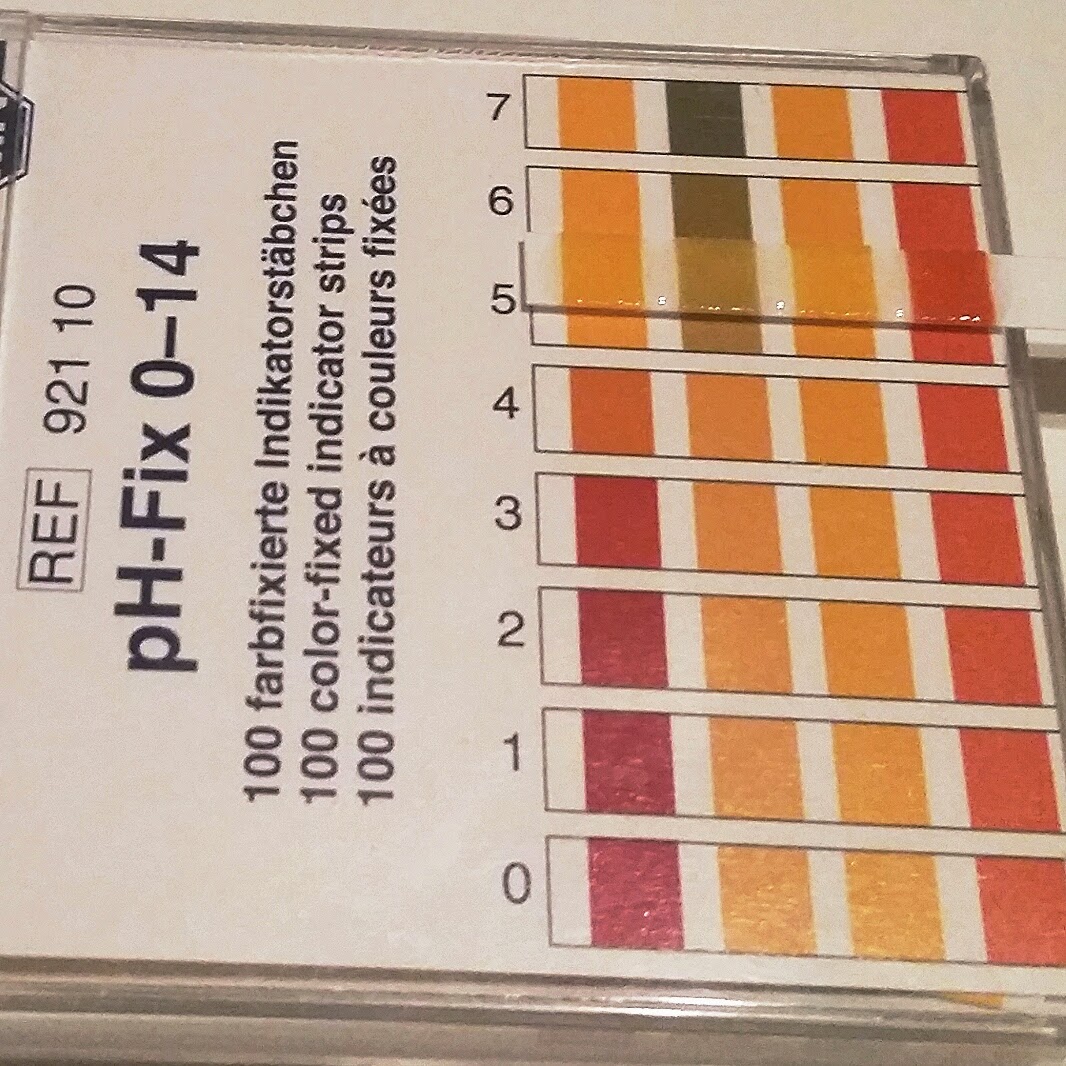 REF 921 10
pH-Fix 0–14
100 farbfixierte Indikatorstäbchen
100 color-fixed indicator strips
100 indicateurs à couleurs fixées
7
6
5
4
3
2
1
0